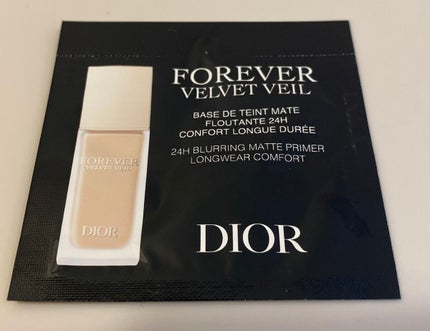 FOREVER
VELVET VEIL
BASE DE TEINT MATE
FLOUTANTE 24H
CONFORT LONGUE DURÉE
24H BLURRING MATTE PRIMER
LONGWEAR COMFORT
DIOR
FOREVER
VELVET VEIL
DIOR